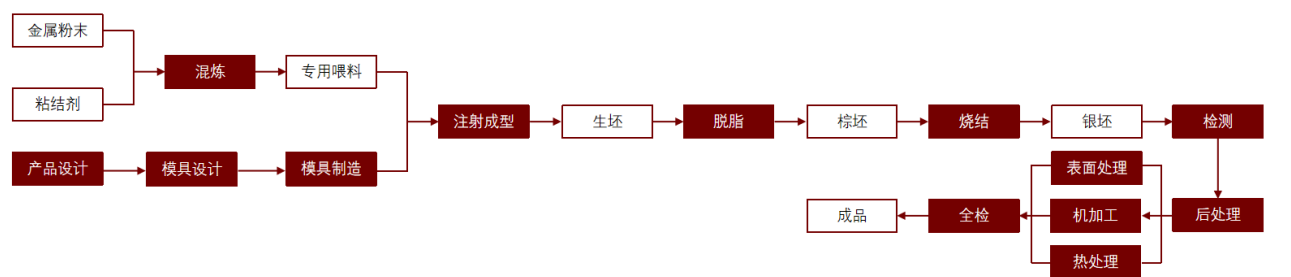 金属粉末
粘结剂
混炼
专用喂料
产品设计
模具设计
模具制造
注射成型
生坯
脱脂
棕坯
烧结
银坯
检测
后处理
表面处理
机加工
热处理
全检
成品